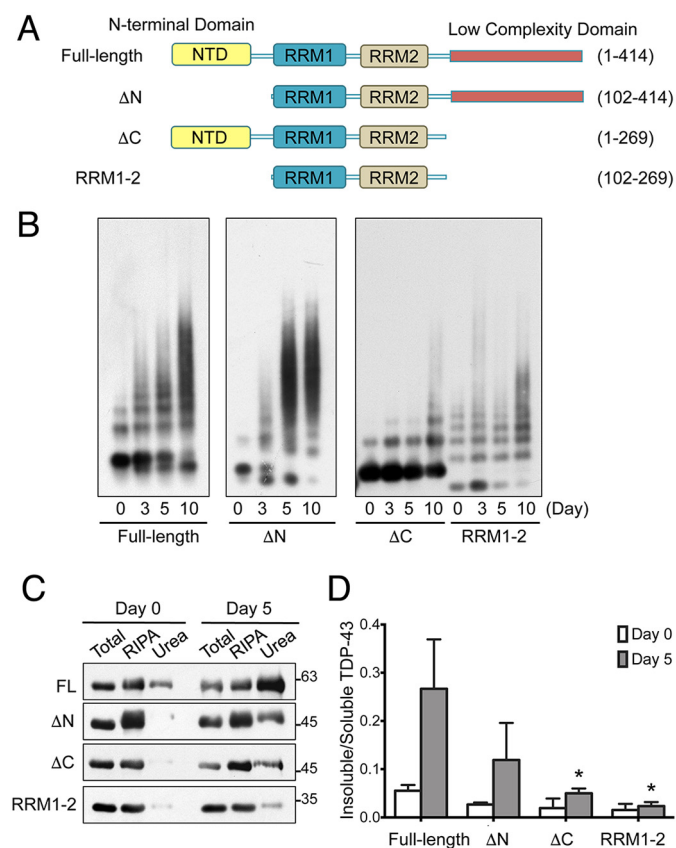 A
N-terminal Domain
Low Complexity Domain
Full-length NTD RRM1 RRM2 (1-414)
ΔN RRM1 RRM2 (102-414)
ΔC NTD RRM1 RRM2 (1-269)
RRM1-2 RRM1 RRM2 (102-269)
B
0 3 5 10 0 3 5 10 0 3 5 10 0 3 5 10 (Day)
Full-length ΔN ΔC RRM1-2
C
Day 0 Day 5
Total RIPA Urea Total RIPA Urea
FL 63
ΔN 45
ΔC 45
RRM1-2 35
D
Insoluble/Soluble TDP-43
0.4
0.3
0.2
0.1
0.0
Day 0
Day 5
* *
Full-length ΔN ΔC RRM1-2